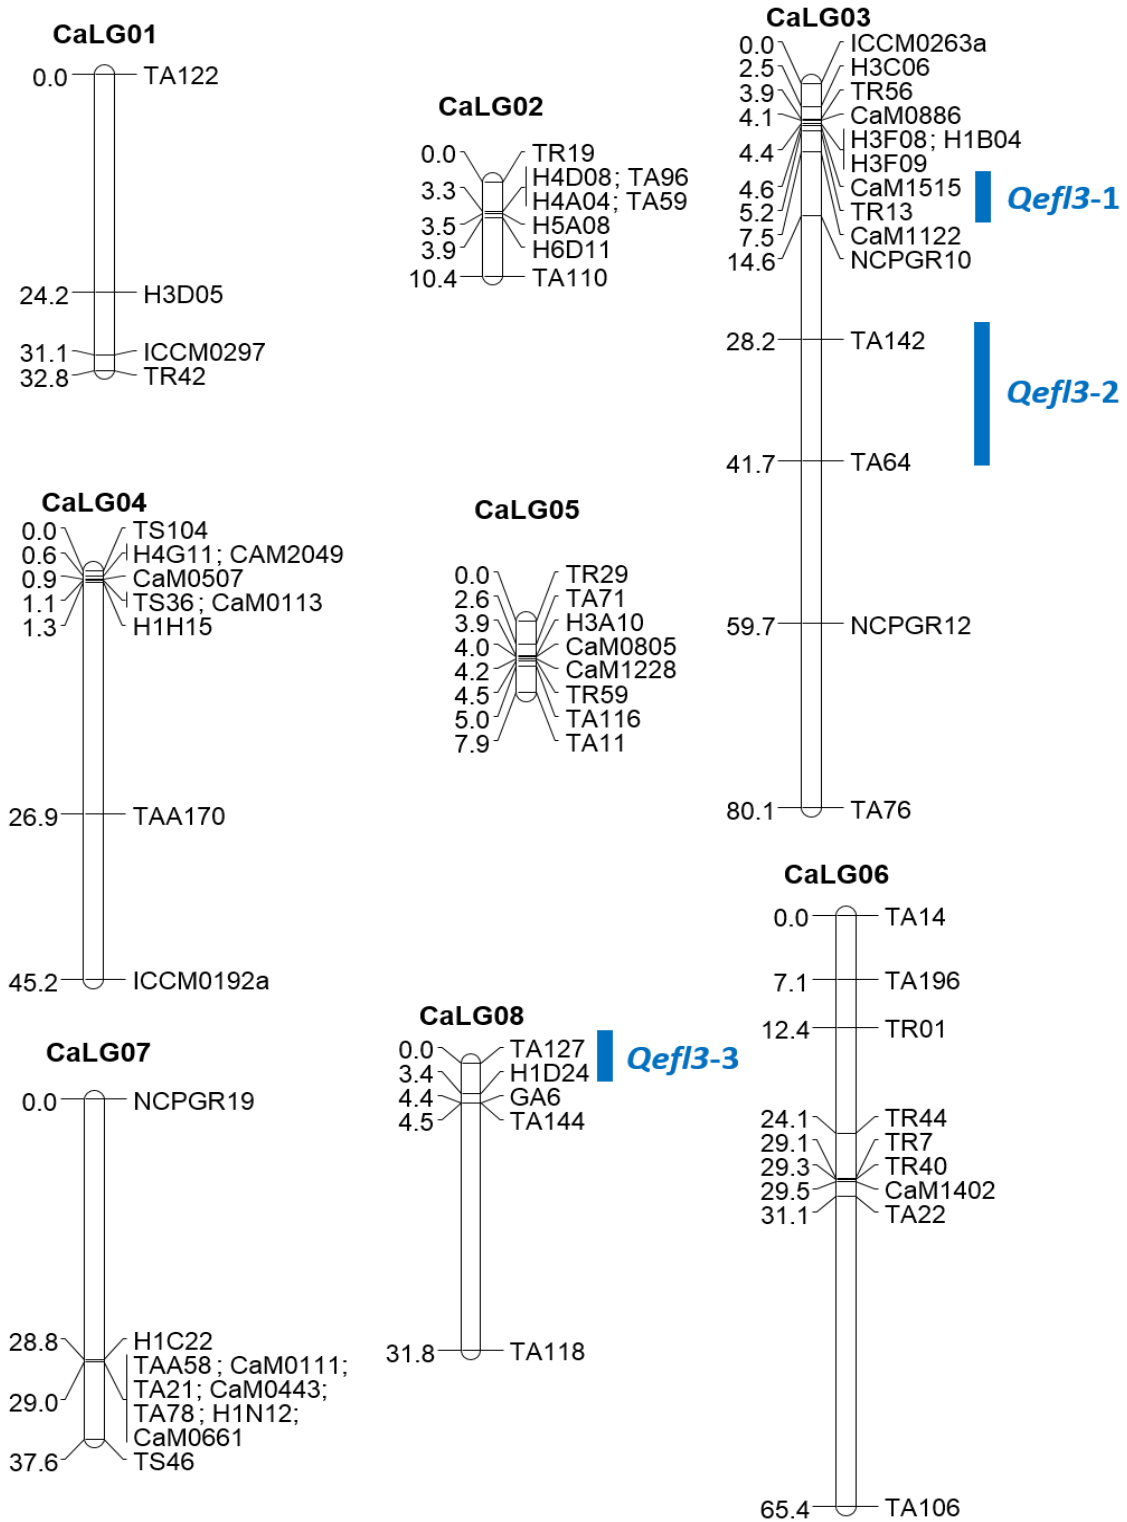 CaLG01
0.0 TA122
24.2 H3D05
31.1 ICCM0297
32.8 TR42
CaLG02
0.0 TR19
3.3 H4D08; TA96
H4A04; TA59
3.5 H5A08
3.9 H6D11
10.4 TA110
CaLG03
0.0 ICCM0263a
2.5 H3C06
3.9 TR56
4.1 CaM0886
4.4 H3F08; H1B04
H3F09
4.6 CaM1515
5.2 TR13
7.5 CaM1122
14.6 NCPGR10
28.2 TA142
41.7 TA64
59.7 NCPGR12
80.1 TA76
Qefl3-1
Qefl3-2
CaLG04
0.0 TS104
0.6 H4G11; CAM2049
0.9 CaM0507
1.1 TS36; CaM0113
1.3 H1H15
26.9 TAA170
45.2 ICCM0192a
CaLG05
0.0 TR29
2.6 TA71
3.9 H3A10
4.0 CaM0805
4.2 CaM1228
4.5 TR59
5.0 TA116
7.9 TA11
CaLG06
0.0 TA14
7.1 TA196
12.4 TR01
24.1 TR44
29.1 TR7
29.3 TR40
29.5 CaM1402
31.1 TA22
65.4 TA106
CaLG07
0.0 NCPGR19
28.8 H1C22
29.0 TAA58; CaM0111;
TA21; CaM0443;
TA78; H1N12;
CaM0661
37.6 TS46
CaLG08
0.0 TA127
3.4 H1D24
4.4 GA6
4.5 TA144
31.8 TA118
Qefl3-3